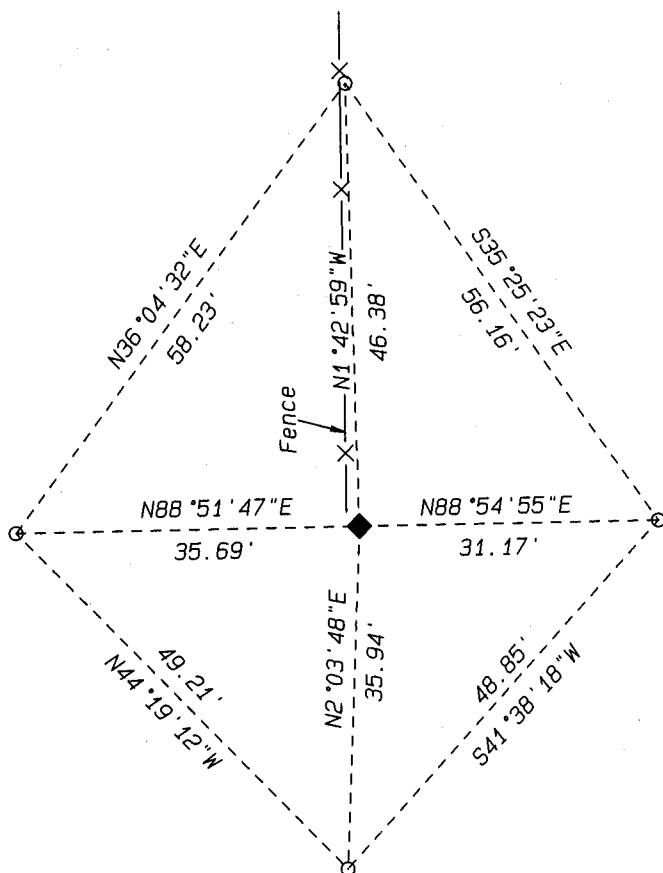 N36°04'32"E
58.23'
S35°25'23"E
56.16'
N1°42'59"W
46.38'
Fence
N88°51'47"E
35.69'
N88°54'55"E
31.17'
N2°03'48"E
35.94'
49.21'
N44°19'12"W
48.85'
S41°38'18"W